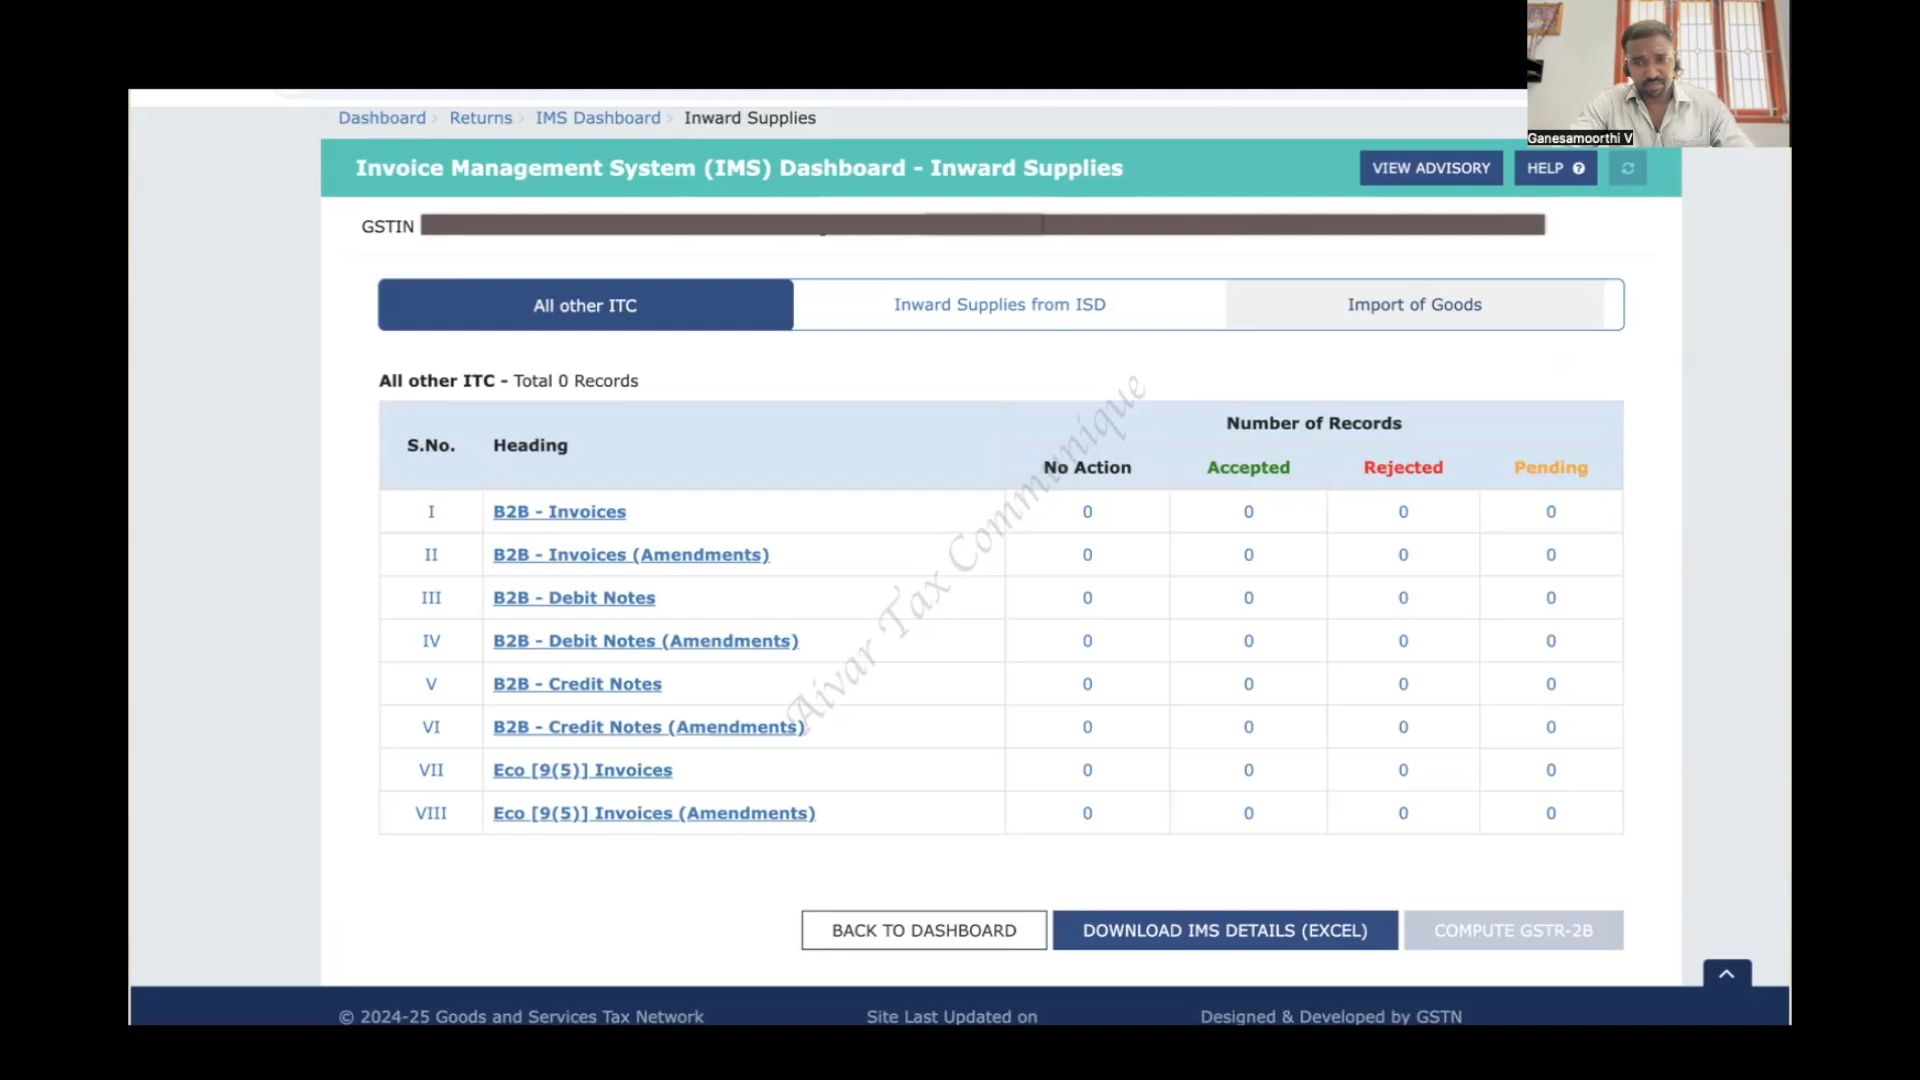 Ganesamoorthi V
Dashboard › Returns › IMS Dashboard › Inward Supplies
Invoice Management System (IMS) Dashboard - Inward Supplies
VIEW ADVISORY
HELP ?
GSTIN
All other ITC
Inward Supplies from ISD
Import of Goods
All other ITC - Total 0 Records
S.No. Heading Number of Records
No Action Accepted Rejected Pending
I B2B - Invoices 0 0 0 0
II B2B - Invoices (Amendments) 0 0 0 0
III B2B - Debit Notes 0 0 0 0
IV B2B - Debit Notes (Amendments) 0 0 0 0
V B2B - Credit Notes 0 0 0 0
VI B2B - Credit Notes (Amendments) 0 0 0 0
VII Eco [9(5)] Invoices 0 0 0 0
VIII Eco [9(5)] Invoices (Amendments) 0 0 0 0
Aivar Tax Communique
BACK TO DASHBOARD
DOWNLOAD IMS DETAILS (EXCEL)
COMPUTE GSTR-2B
© 2024-25 Goods and Services Tax Network
Site Last Updated on
Designed & Developed by GSTN